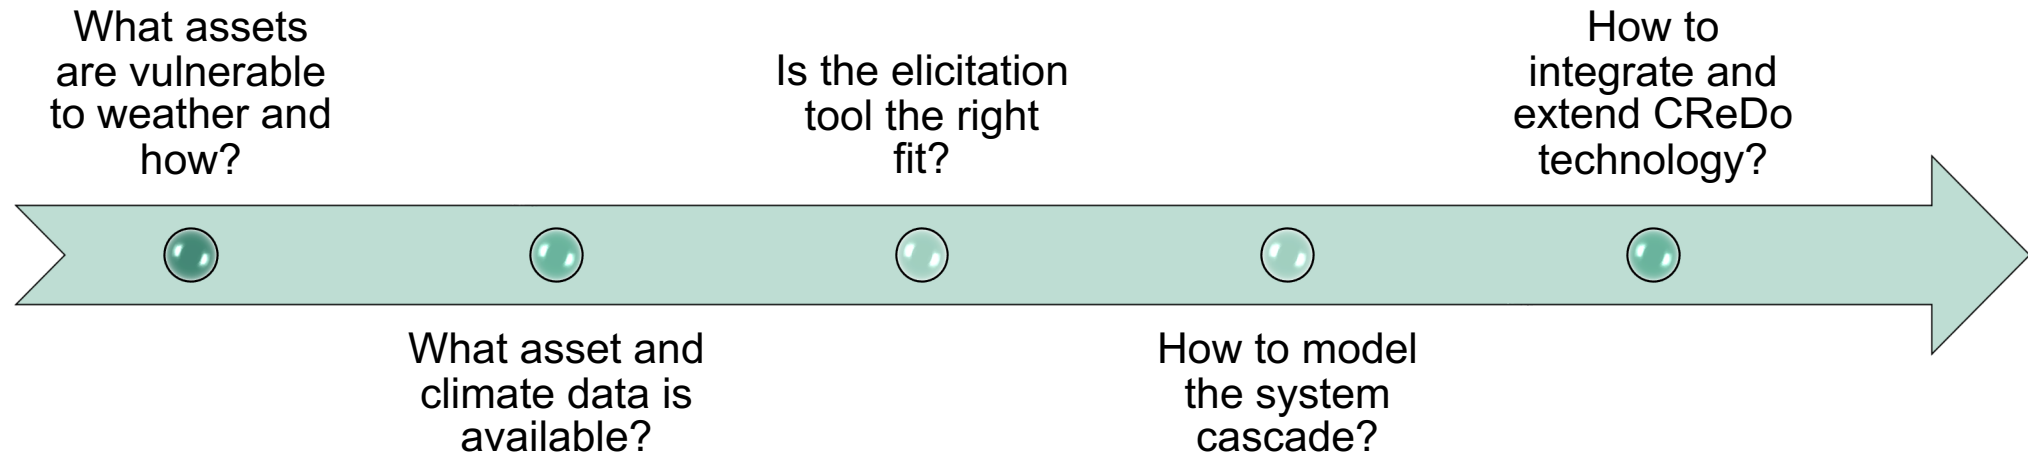 What assets
are vulnerable
to weather and
how?
What asset and
climate data is
available?
Is the elicitation
tool the right
fit?
How to model
the system
cascade?
How to
integrate and
extend CReDo
technology?